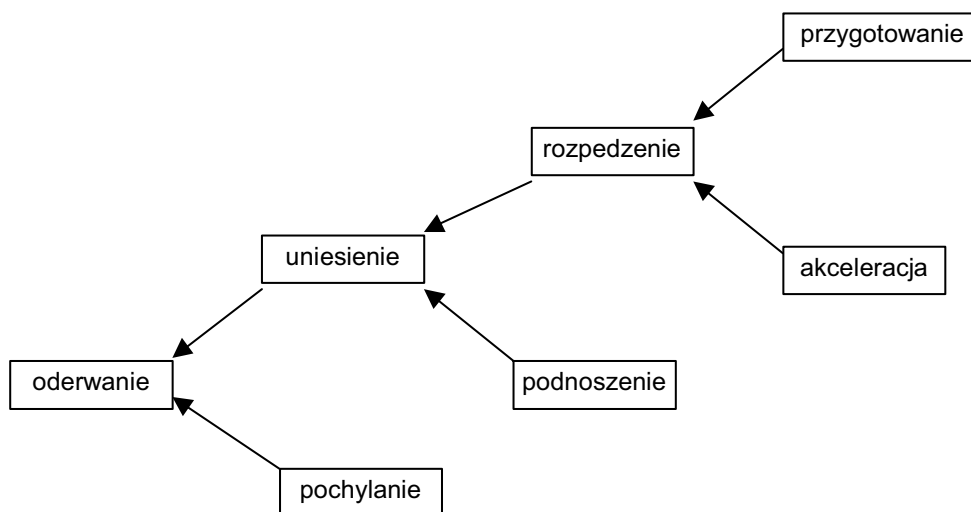 przygotowanie
rozpedzenie
uniesienie
akceleracja
oderwanie
podnoszenie
pochylanie